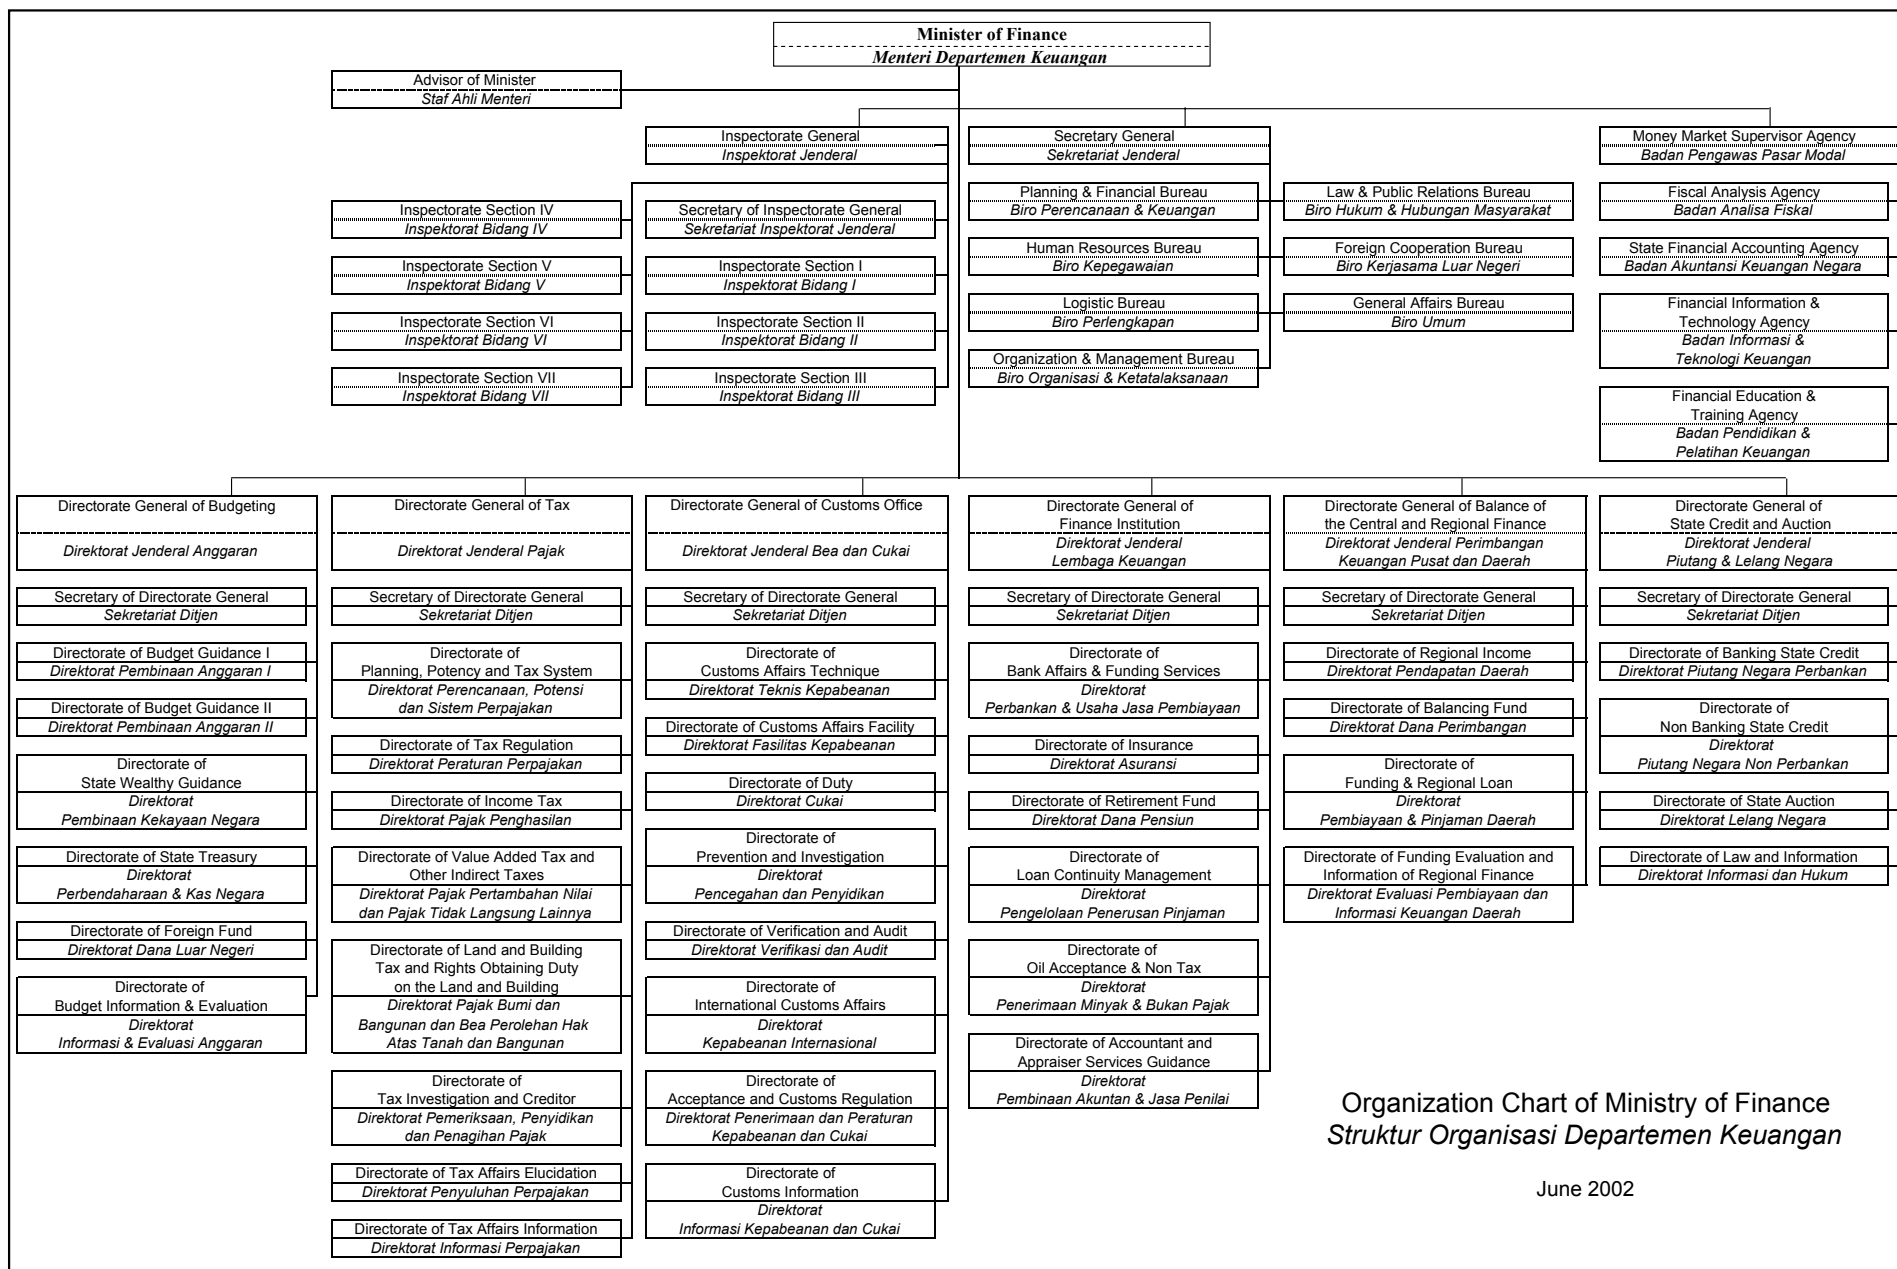 Minister of Finance
Menteri Departemen Keuangan
Advisor of Minister
Staf Ahli Menteri
Inspectorate General
Inspektorat Jenderal
Secretary General
Sekretariat Jenderal
Money Market Supervisor Agency
Badan Pengawas Pasar Modal
Inspectorate Section IV
Inspektorat Bidang IV
Inspectorate Section V
Inspektorat Bidang V
Inspectorate Section VI
Inspektorat Bidang VI
Inspectorate Section VII
Inspektorat Bidang VII
Secretary of Inspectorate General
Sekretariat Inspektorat Jenderal
Inspectorate Section I
Inspektorat Bidang I
Inspectorate Section II
Inspektorat Bidang II
Inspectorate Section III
Inspektorat Bidang III
Planning & Financial Bureau
Biro Perencanaan & Keuangan
Human Resources Bureau
Biro Kepegawaian
Logistic Bureau
Biro Perlengkapan
Organization & Management Bureau
Biro Organisasi & Ketatalaksanaan
Law & Public Relations Bureau
Biro Hukum & Hubungan Masyarakat
Foreign Cooperation Bureau
Biro Kerjasama Luar Negeri
General Affairs Bureau
Biro Umum
Fiscal Analysis Agency
Badan Analisa Fiskal
State Financial Accounting Agency
Badan Akuntansi Keuangan Negara
Financial Information &
Technology Agency
Badan Informasi &
Teknologi Keuangan
Financial Education &
Training Agency
Badan Pendidikan &
Pelatihan Keuangan
Directorate General of Budgeting
Direktorat Jenderal Anggaran
Secretary of Directorate General
Sekretariat Ditjen
Directorate of Budget Guidance I
Direktorat Pembinaan Anggaran I
Directorate of Budget Guidance II
Direktorat Pembinaan Anggaran II
Directorate of
State Wealthy Guidance
Direktorat
Pembinaan Kekayaan Negara
Directorate of State Treasury
Direktorat
Perbendaharaan & Kas Negara
Directorate of Foreign Fund
Direktorat Dana Luar Negeri
Directorate of
Budget Information & Evaluation
Direktorat
Informasi & Evaluasi Anggaran
Directorate General of Tax
Direktorat Jenderal Pajak
Secretary of Directorate General
Sekretariat Ditjen
Directorate of
Planning, Potency and Tax System
Direktorat Perencanaan, Potensi
dan Sistem Perpajakan
Directorate of Tax Regulation
Direktorat Peraturan Perpajakan
Directorate of Income Tax
Direktorat Pajak Penghasilan
Directorate of Value Added Tax and
Other Indirect Taxes
Direktorat Pajak Pertambahan Nilai
dan Pajak Tidak Langsung Lainnya
Directorate of Land and Building
Tax and Rights Obtaining Duty
on the Land and Building
Direktorat Pajak Bumi dan
Bangunan dan Bea Perolehan Hak
Atas Tanah dan Bangunan
Directorate of
Tax Investigation and Creditor
Direktorat Pemeriksaan, Penyidikan
dan Penagihan Pajak
Directorate of Tax Affairs Elucidation
Direktorat Penyuluhan Perpajakan
Directorate of Tax Affairs Information
Direktorat Informasi Perpajakan
Directorate General of Customs Office
Direktorat Jenderal Bea dan Cukai
Secretary of Directorate General
Sekretariat Ditjen
Directorate of
Customs Affairs Technique
Direktorat Teknis Kepabeanan
Directorate of Customs Affairs Facility
Direktorat Fasilitas Kepabeanan
Directorate of Duty
Direktorat Cukai
Directorate of
Prevention and Investigation
Direktorat
Pencegahan dan Penyidikan
Directorate of Verification and Audit
Direktorat Verifikasi dan Audit
Directorate of
International Customs Affairs
Direktorat
Kepabeanan Internasional
Directorate of
Acceptance and Customs Regulation
Direktorat Penerimaan dan Peraturan
Kepabeanan dan Cukai
Directorate of
Customs Information
Direktorat
Informasi Kepabeanan dan Cukai
Directorate General of
Finance Institution
Direktorat Jenderal
Lembaga Keuangan
Secretary of Directorate General
Sekretariat Ditjen
Directorate of
Bank Affairs & Funding Services
Direktorat
Perbankan & Usaha Jasa Pembiayaan
Directorate of Insurance
Direktorat Asuransi
Directorate of Retirement Fund
Direktorat Dana Pensiun
Directorate of
Loan Continuity Management
Direktorat
Pengelolaan Penerusan Pinjaman
Directorate of
Oil Acceptance & Non Tax
Direktorat
Penerimaan Minyak & Bukan Pajak
Directorate of Accountant and
Appraiser Services Guidance
Direktorat
Pembinaan Akuntan & Jasa Penilai
Directorate General of Balance of
the Central and Regional Finance
Direktorat Jenderal Perimbangan
Keuangan Pusat dan Daerah
Secretary of Directorate General
Sekretariat Ditjen
Directorate of Regional Income
Direktorat Pendapatan Daerah
Directorate of Balancing Fund
Direktorat Dana Perimbangan
Directorate of
Funding & Regional Loan
Direktorat
Pembiayaan & Pinjaman Daerah
Directorate of Funding Evaluation and
Information of Regional Finance
Direktorat Evaluasi Pembiayaan dan
Informasi Keuangan Daerah
Directorate General of
State Credit and Auction
Direktorat Jenderal
Piutang & Lelang Negara
Secretary of Directorate General
Sekretariat Ditjen
Directorate of Banking State Credit
Direktorat Piutang Negara Perbankan
Directorate of
Non Banking State Credit
Direktorat
Piutang Negara Non Perbankan
Directorate of State Auction
Direktorat Lelang Negara
Directorate of Law and Information
Direktorat Informasi dan Hukum
Organization Chart of Ministry of Finance
Struktur Organisasi Departemen Keuangan
June 2002